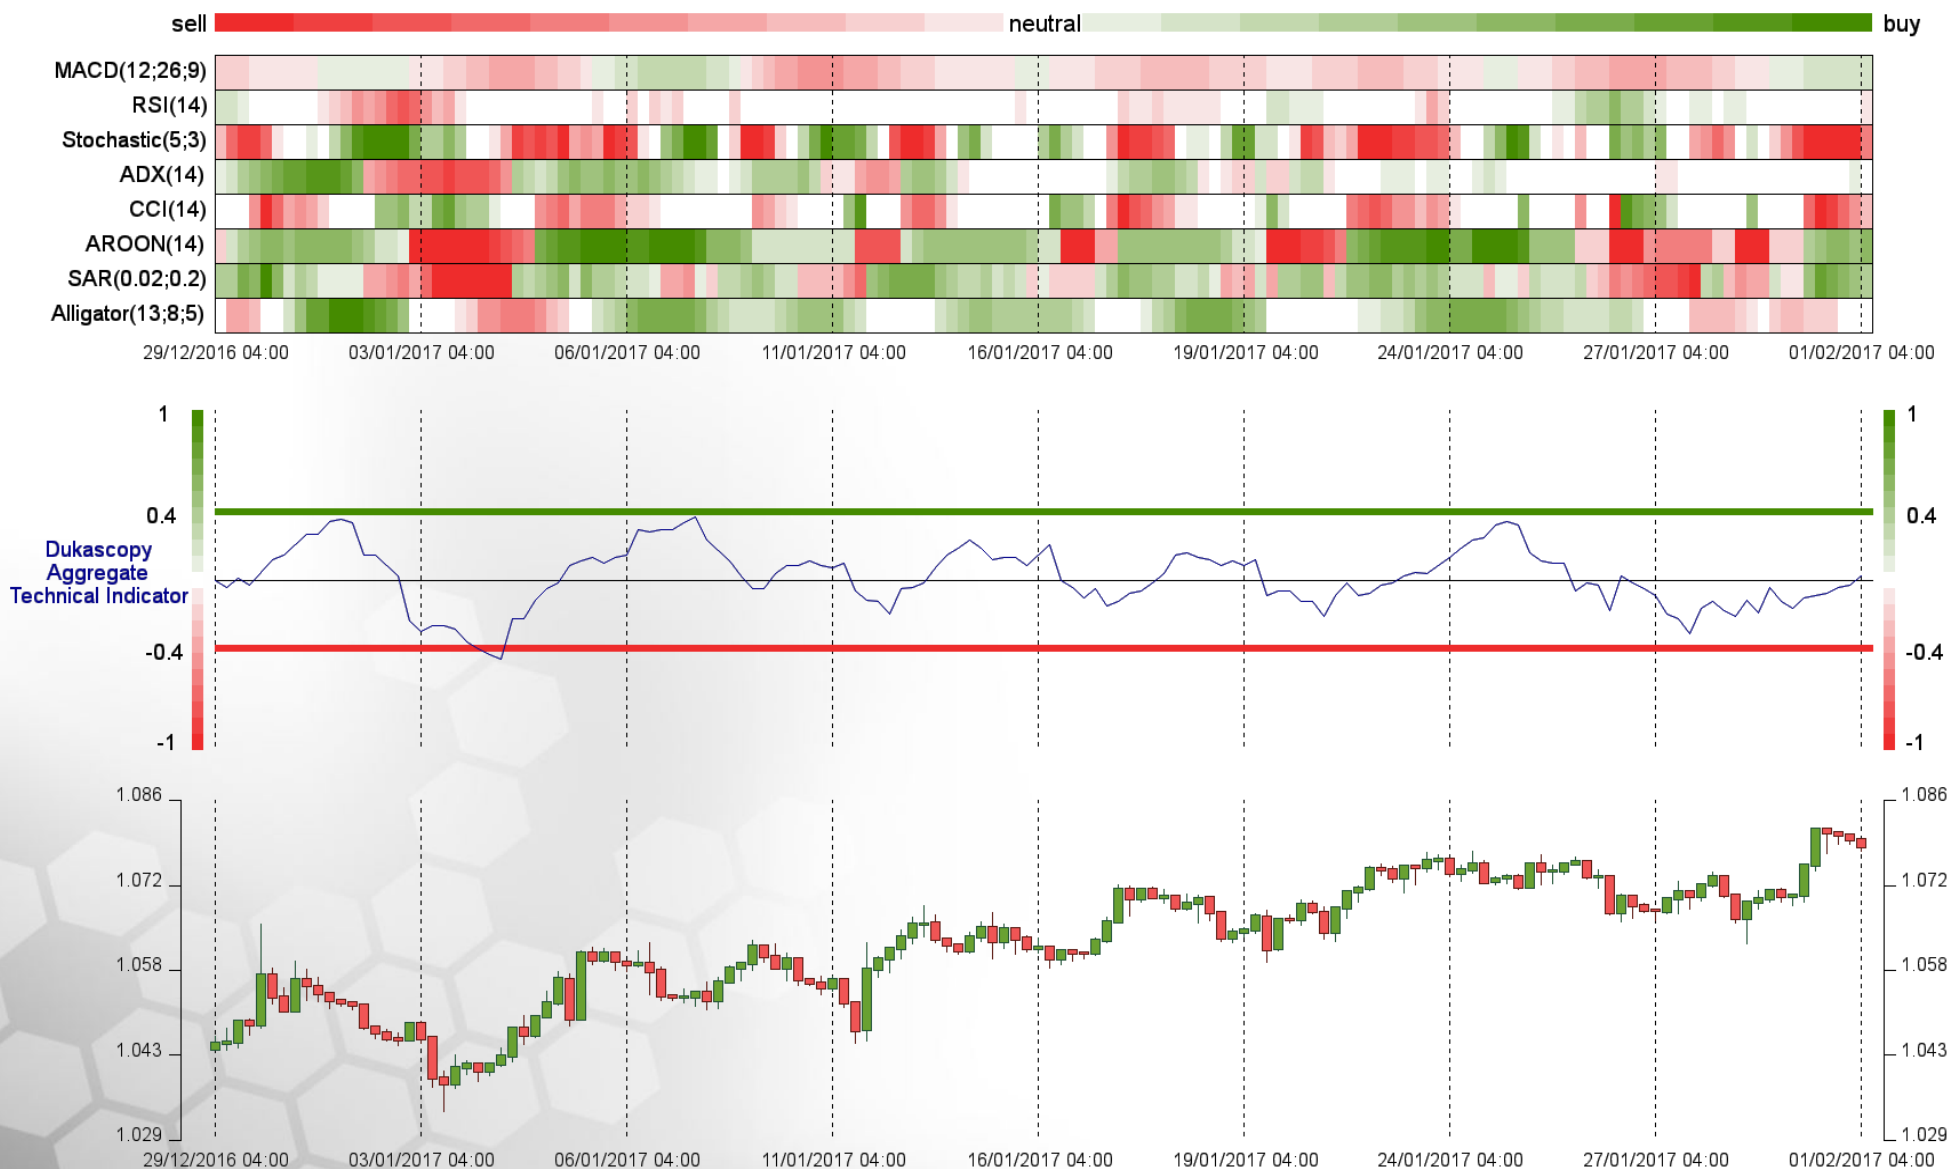 sell neutral buy
MACD(12;26;9)
RSI(14)
Stochastic(5;3)
ADX(14)
CCI(14)
AROON(14)
SAR(0.02;0.2)
Alligator(13;8;5)
29/12/2016 04:00 03/01/2017 04:00 06/01/2017 04:00 11/01/2017 04:00 16/01/2017 04:00 19/01/2017 04:00 24/01/2017 04:00 27/01/2017 04:00 01/02/2017 04:00
1 1
0.4 0.4
Dukascopy
Aggregate
Technical Indicator
-0.4 -0.4
-1 -1
1.086 1.086
1.072 1.072
1.058 1.058
1.043 1.043
1.029 1.029
29/12/2016 04:00 03/01/2017 04:00 06/01/2017 04:00 11/01/2017 04:00 16/01/2017 04:00 19/01/2017 04:00 24/01/2017 04:00 27/01/2017 04:00 01/02/2017 04:00